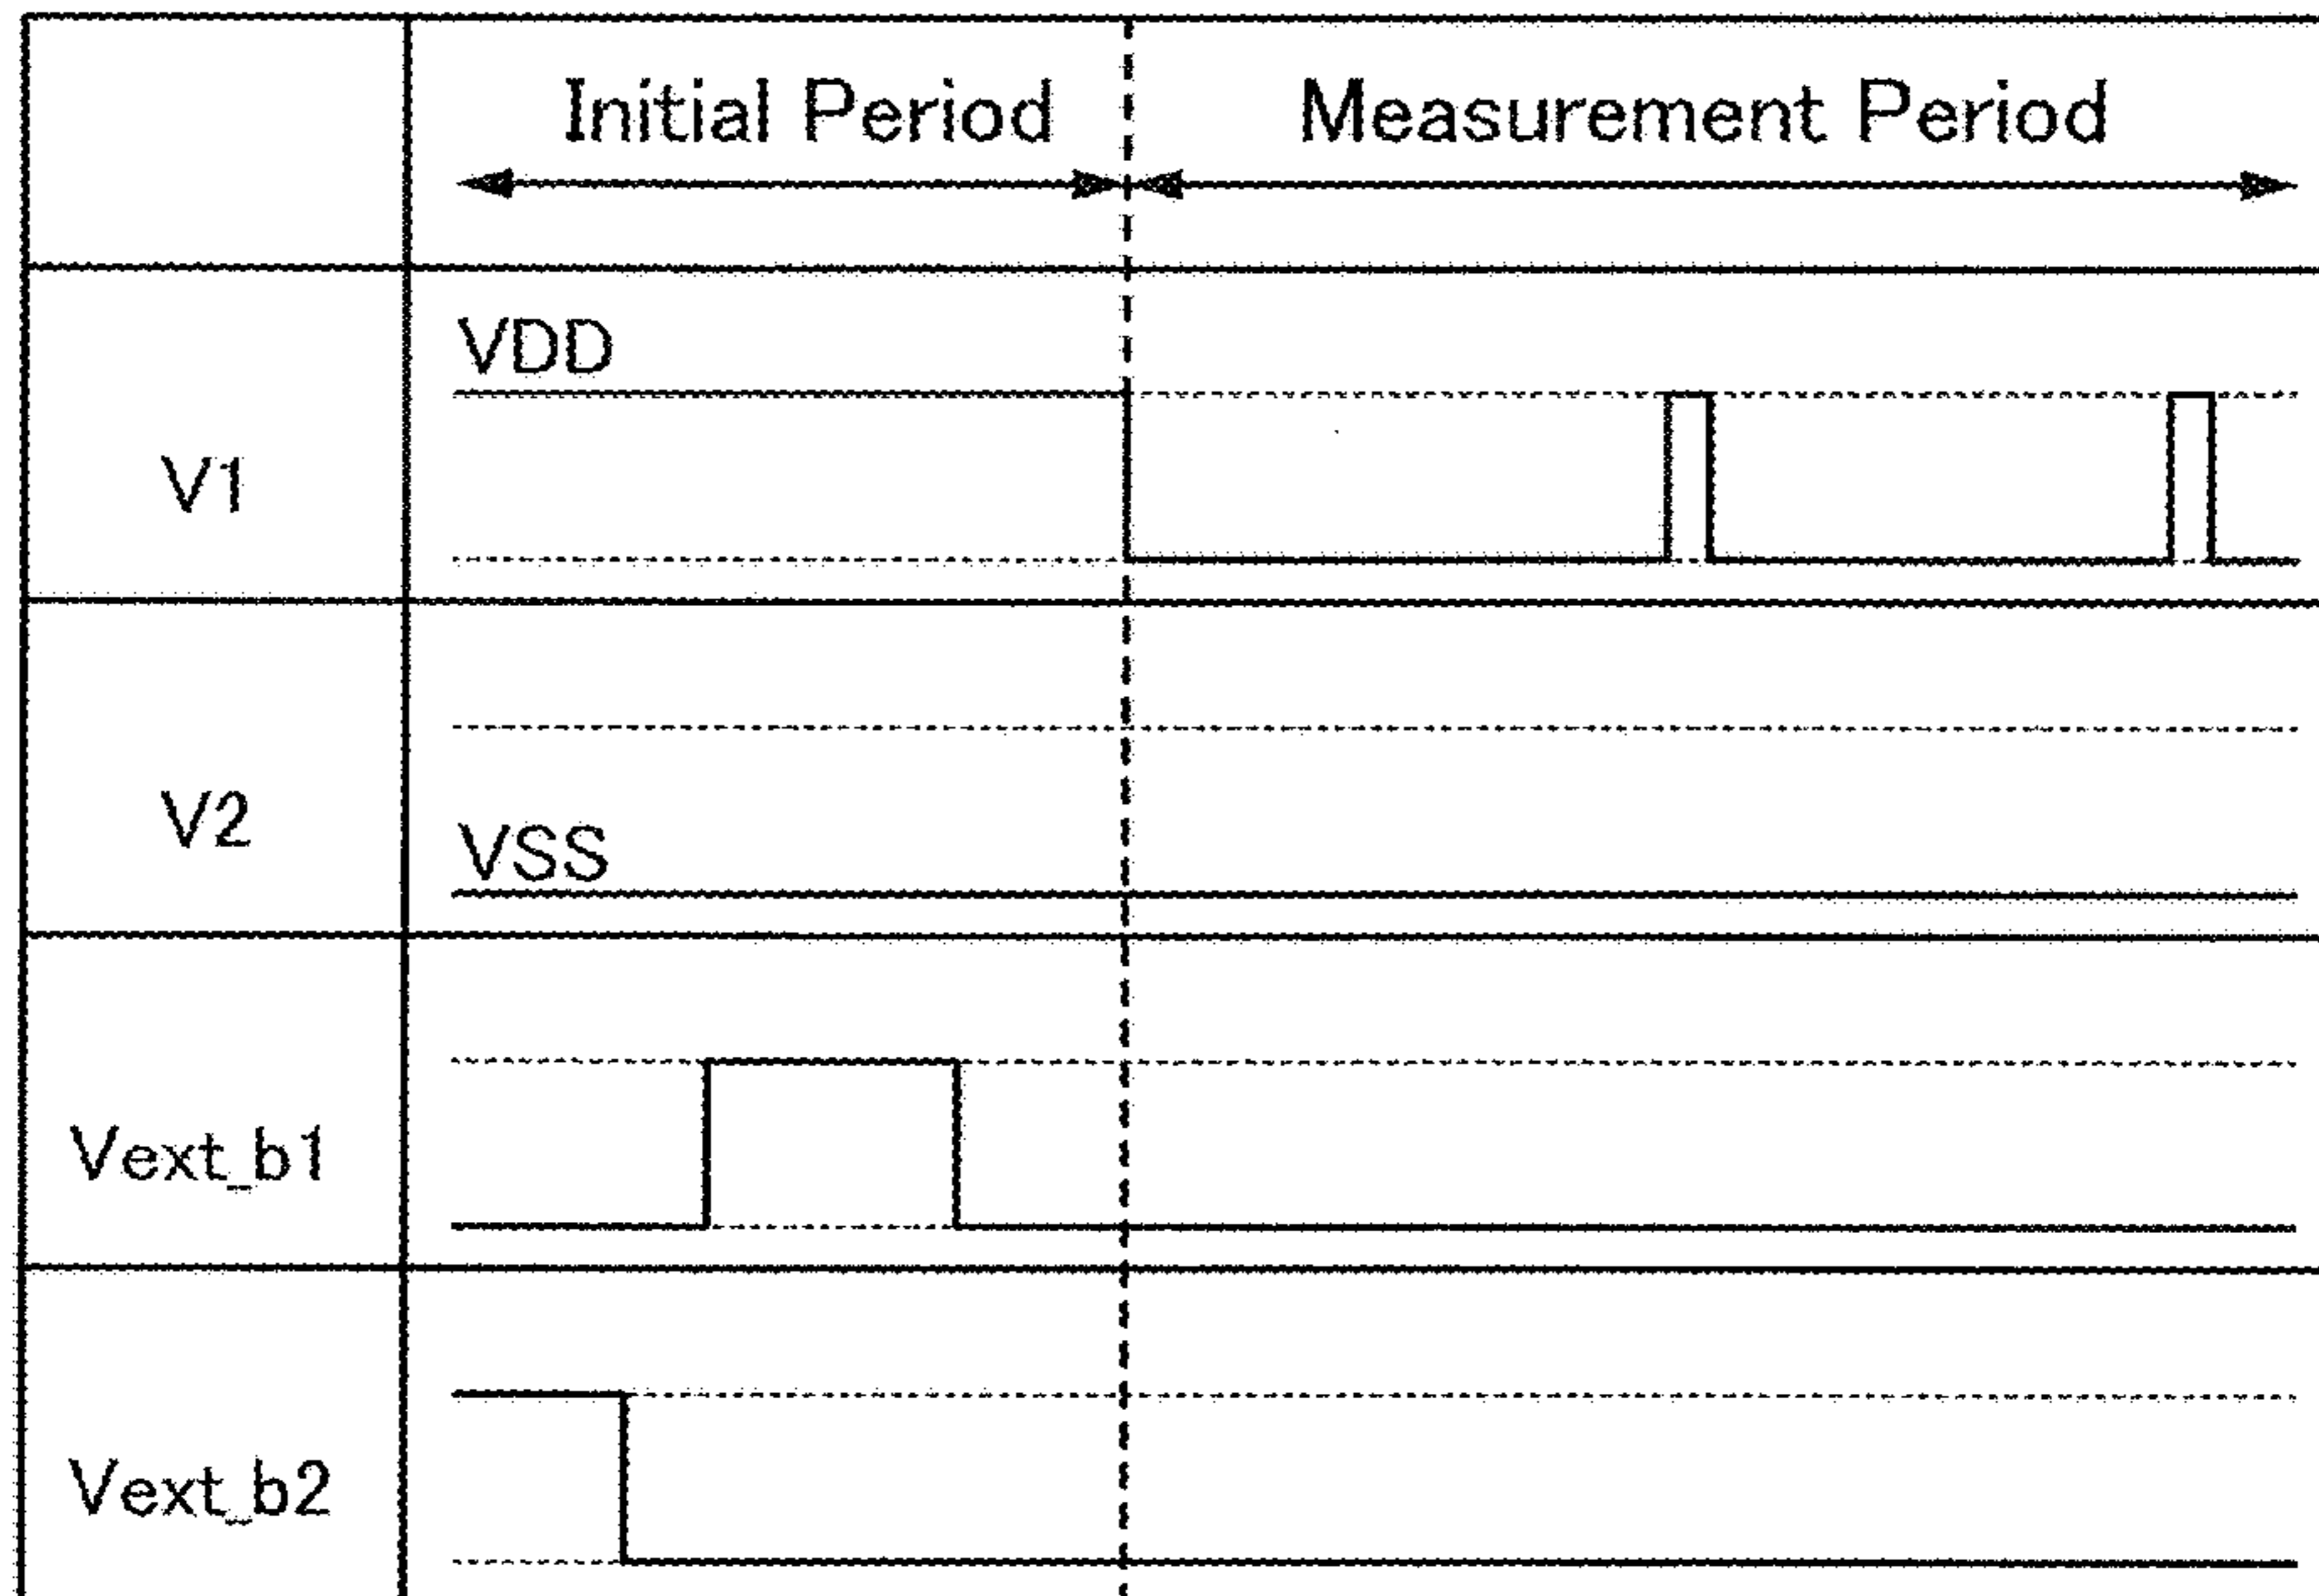 Initial Period Measurement Period
VDD
V1
V2
VSS
Vext_b1
Vext_b2